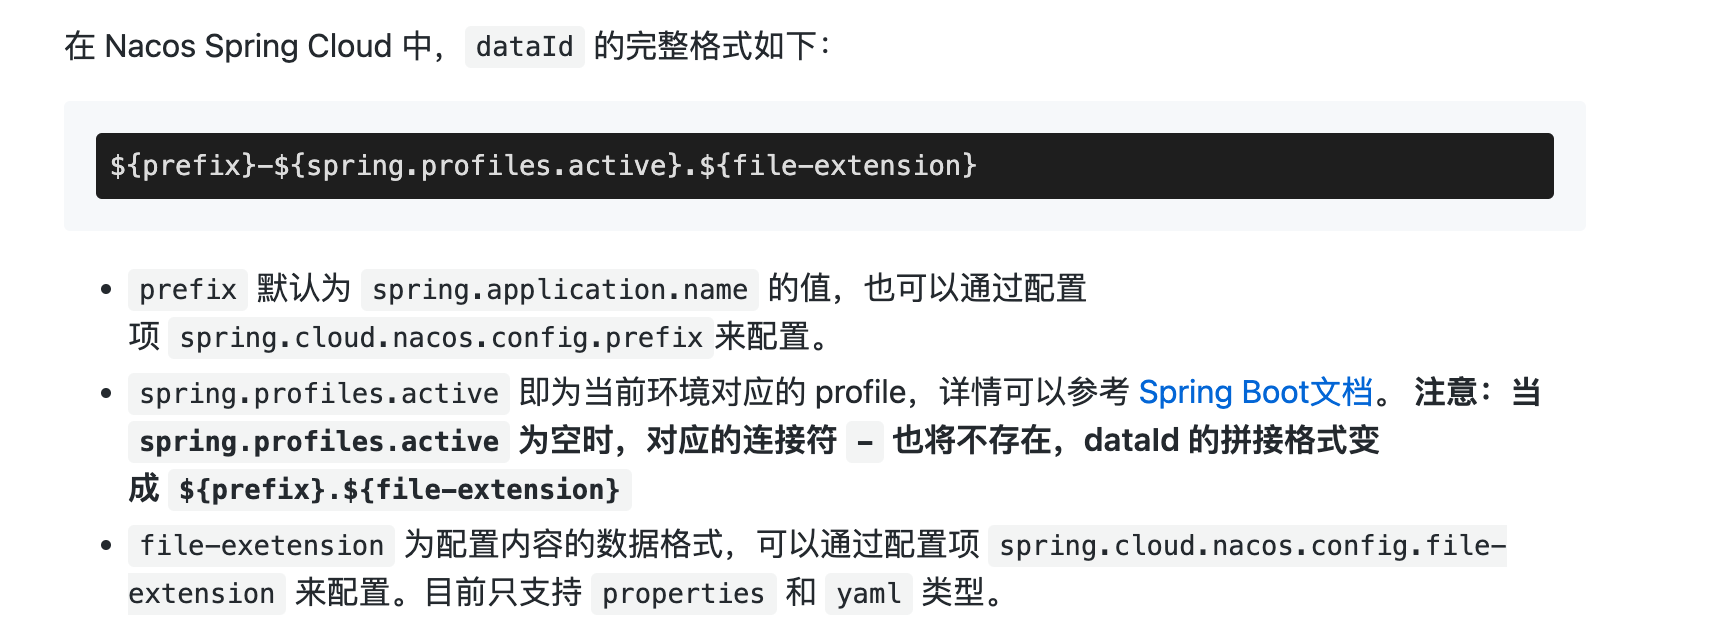 在 Nacos Spring Cloud 中， dataId 的完整格式如下：
${prefix}-${spring.profiles.active}.${file-extension}
• prefix 默认为 spring.application.name 的值，也可以通过配置
项 spring.cloud.nacos.config.prefix来配置。
• spring.profiles.active 即为当前环境对应的 profile，详情可以参考 Spring Boot文档。 注意：当
spring.profiles.active 为空时，对应的连接符 - 也将不存在，dataId 的拼接格式变
成 ${prefix}.${file-extension}
• file-exetension 为配置内容的数据格式，可以通过配置项 spring.cloud.nacos.config.file-
extension 来配置。目前只支持 properties 和 yaml 类型。